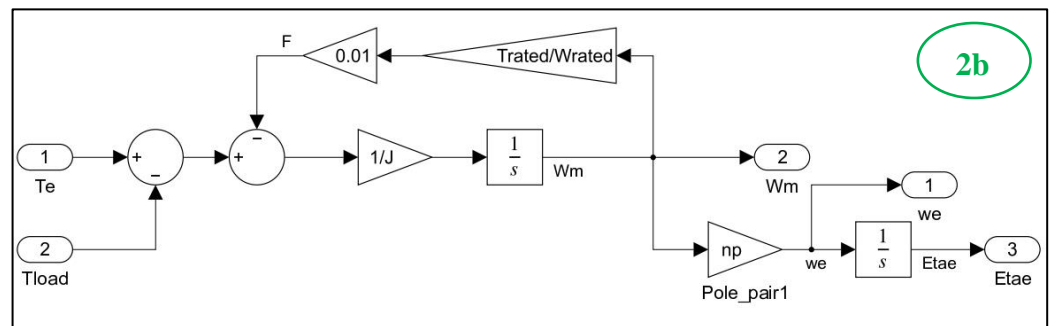 F
0.01
Trated/Wrated
2b
1
Te
+
−
+
−
1/J
1
s
Wm
2
Wm
1
we
2
Tload
np
Pole_pair1
we
1
s
Etae
3
Etae